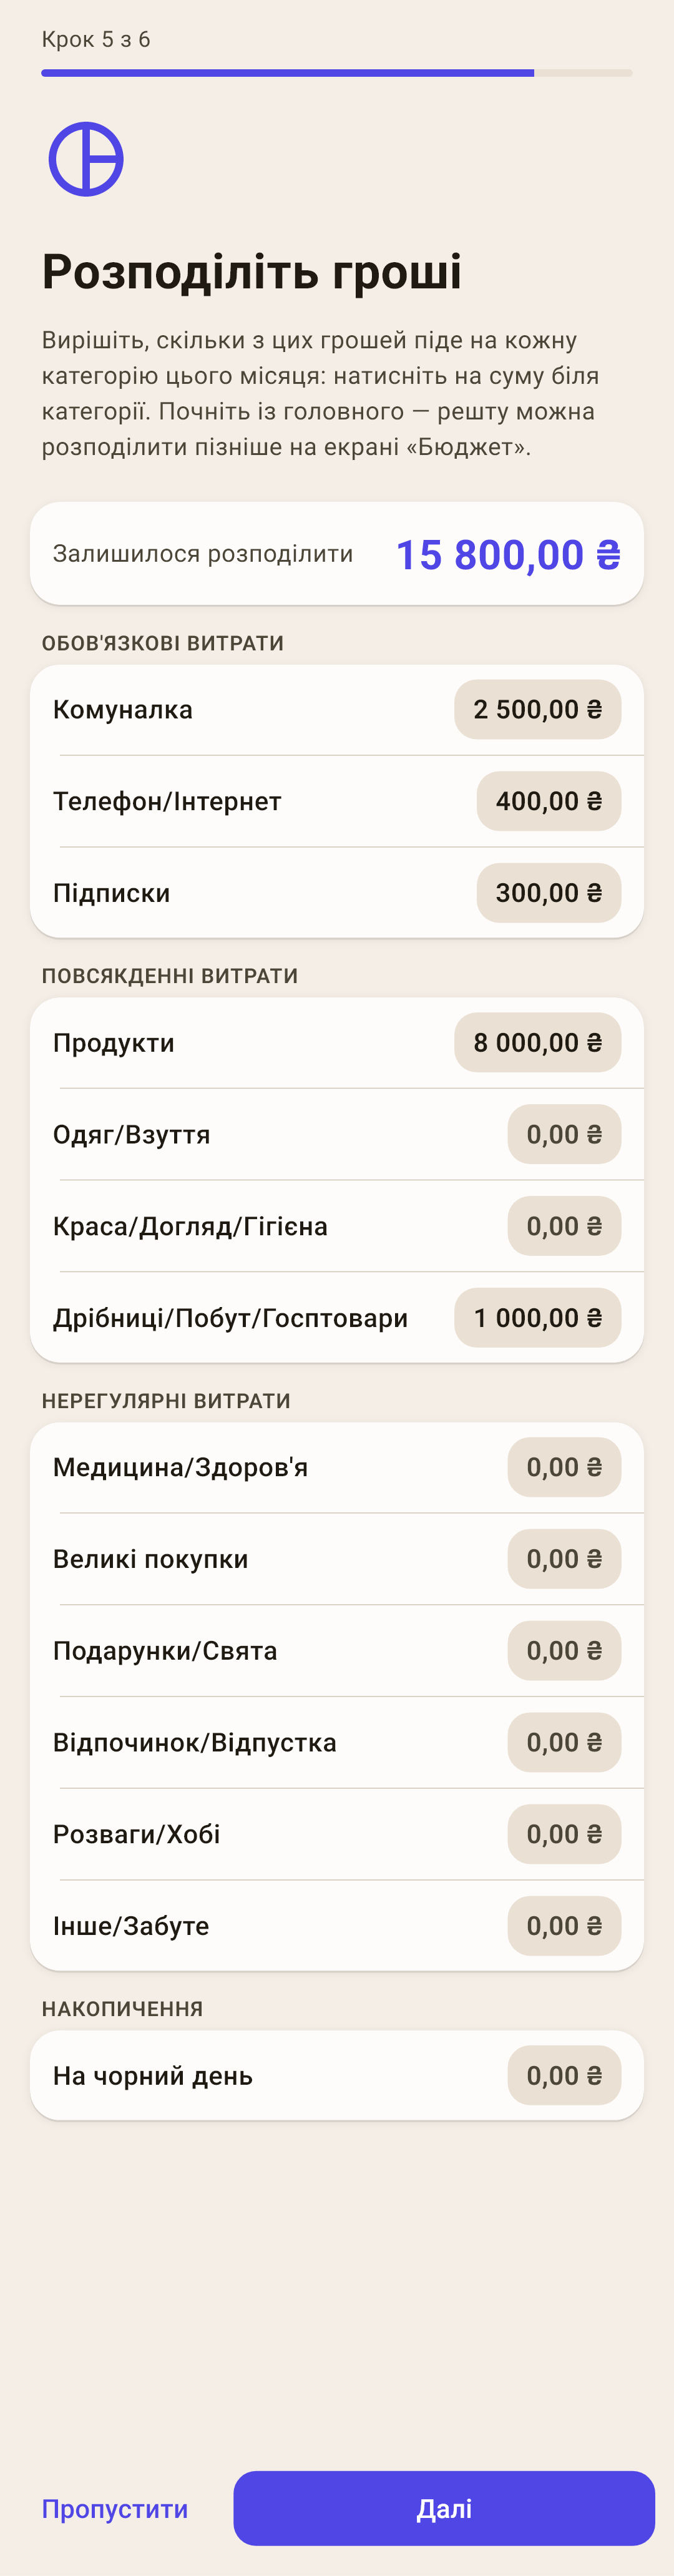 Крок 5 з 6
Розподіліть гроші
Вирішіть, скільки з цих грошей піде на кожну
категорію цього місяця: натисніть на суму біля
категорії. Почніть із головного — решту можна
розподілити пізніше на екрані «Бюджет».
Залишилося розподілити 15 800,00 ₴
ОБОВ'ЯЗКОВІ ВИТРАТИ
Комуналка 2 500,00 ₴
Телефон/Інтернет 400,00 ₴
Підписки 300,00 ₴
ПОВСЯКДЕННІ ВИТРАТИ
Продукти 8 000,00 ₴
Одяг/Взуття 0,00 ₴
Краса/Догляд/Гігієна 0,00 ₴
Дрібниці/Побут/Госптовари 1 000,00 ₴
НЕРЕГУЛЯРНІ ВИТРАТИ
Медицина/Здоров'я 0,00 ₴
Великі покупки 0,00 ₴
Подарунки/Свята 0,00 ₴
Відпочинок/Відпустка 0,00 ₴
Розваги/Хобі 0,00 ₴
Інше/Забуте 0,00 ₴
НАКОПИЧЕННЯ
На чорний день 0,00 ₴
Пропустити Далі